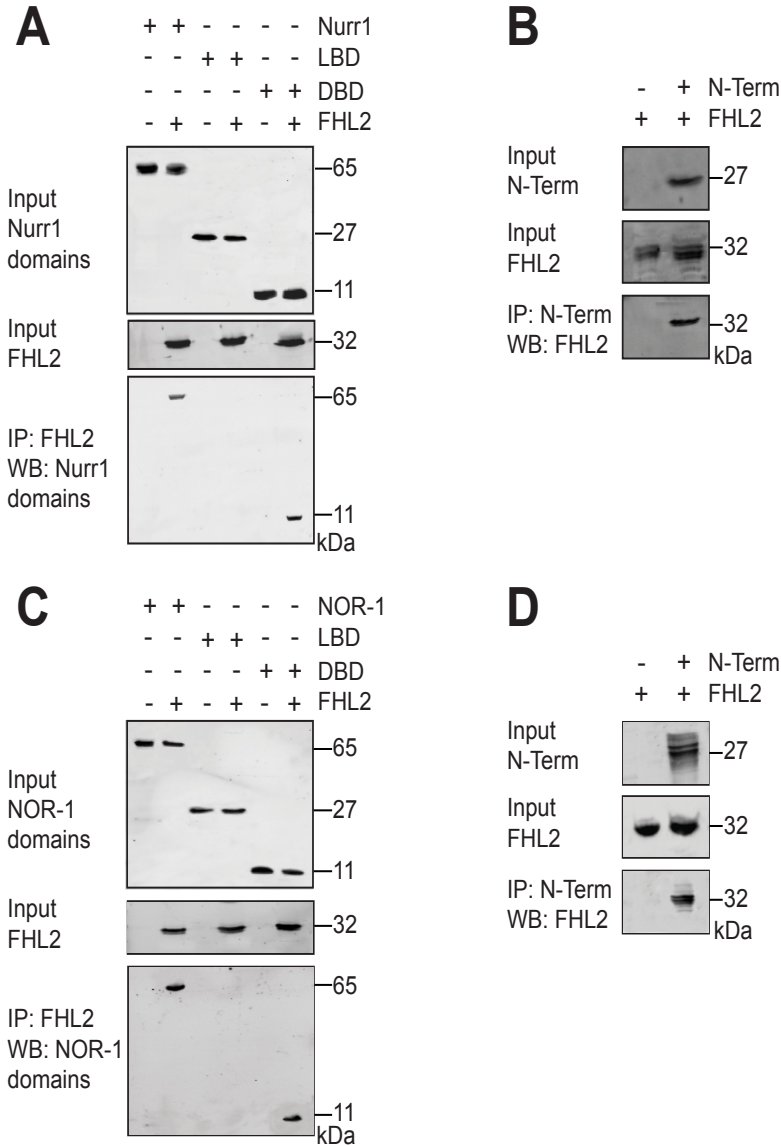 A
+ + - - - - Nurr1
- - + + - - LBD
- - - - + + DBD
- + - + - + FHL2
Input
Nurr1
domains
65
27
11
Input
FHL2
32
IP: FHL2
WB: Nurr1
domains
65
11
kDa
B
- + N-Term
+ + FHL2
Input
N-Term
27
Input
FHL2
32
IP: N-Term
WB: FHL2
32
kDa
C
+ + - - - - NOR-1
- - + + - - LBD
- - - - + + DBD
- + - + - + FHL2
Input
NOR-1
domains
65
27
11
Input
FHL2
32
IP: FHL2
WB: NOR-1
domains
65
11
kDa
D
- + N-Term
+ + FHL2
Input
N-Term
27
Input
FHL2
32
IP: N-Term
WB: FHL2
32
kDa